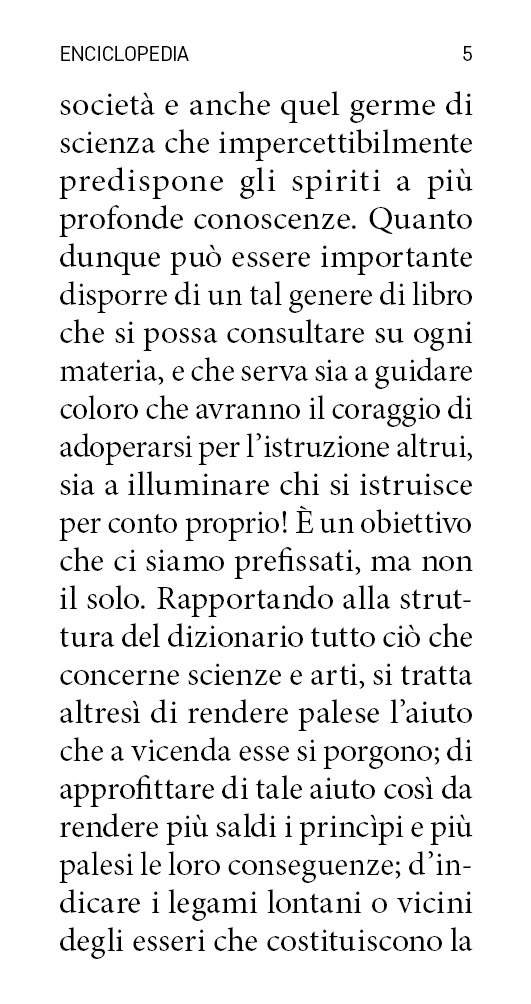 ENCICLOPEDIA 5
società e anche quel germe di
scienza che impercettibilmente
predispone gli spiriti a più
profonde conoscenze. Quanto
dunque può essere importante
disporre di un tal genere di libro
che si possa consultare su ogni
materia, e che serva sia a guidare
coloro che avranno il coraggio di
adoperarsi per l’istruzione altrui,
sia a illuminare chi si istruisce
per conto proprio! È un obiettivo
che ci siamo prefissati, ma non
il solo. Rapportando alla strut-
tura del dizionario tutto ciò che
concerne scienze e arti, si tratta
altresì di rendere palese l’aiuto
che a vicenda esse si porgono; di
approfittare di tale aiuto così da
rendere più saldi i princìpi e più
palesi le loro conseguenze; d’in-
dicare i legami lontani o vicini
degli esseri che costituiscono la